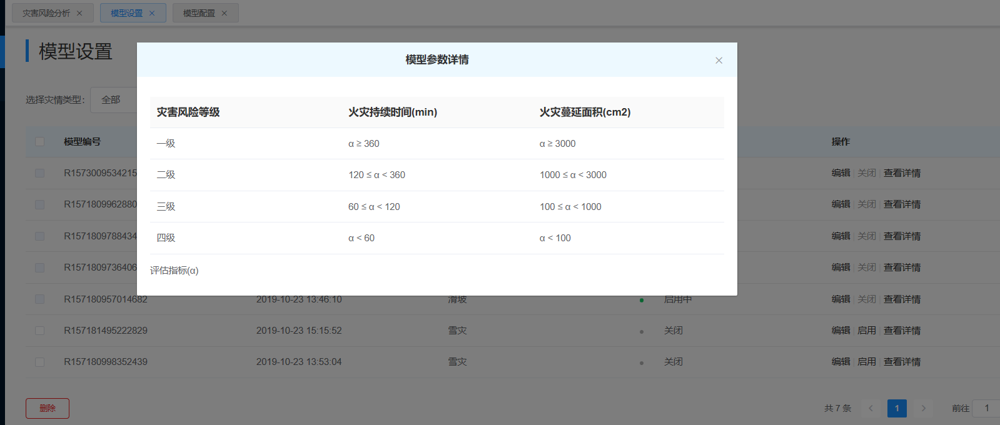 灾害风险分析 ×
模型设置 ×
模型配置 ×
模型设置
模型参数详情 ×
选择灾情类型: 全部
灾害风险等级 火灾持续时间(min) 火灾蔓延面积(cm2)
一级 α ≥ 360 α ≥ 3000
二级 120 ≤ α < 360 1000 ≤ α < 3000
三级 60 ≤ α < 120 100 ≤ α < 1000
四级 α < 60 α < 100
评估指标(α)
模型编号 操作
R1573009534215 编辑 关闭 查看详情
R1571809962880 编辑 关闭 查看详情
R1571809788434 编辑 关闭 查看详情
R1571809736406 编辑 关闭 查看详情
R157180957014682 2019-10-23 13:46:10 滑坡 启用中 编辑 关闭 查看详情
R157181495222829 2019-10-23 15:15:52 雪灾 关闭 编辑 启用 查看详情
R157180998352439 2019-10-23 13:53:04 雪灾 关闭 编辑 启用 查看详情
删除
共 7 条 < 1 > 前往 1